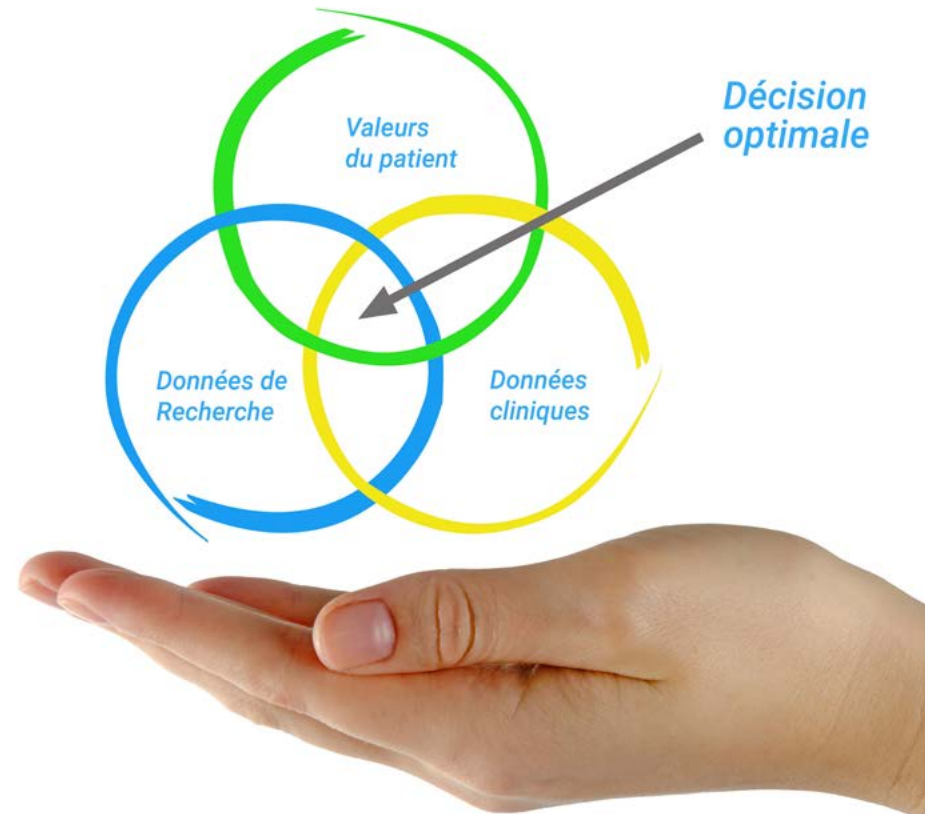 Décision
optimale
Valeurs
du patient
Données de
Recherche
Données
cliniques